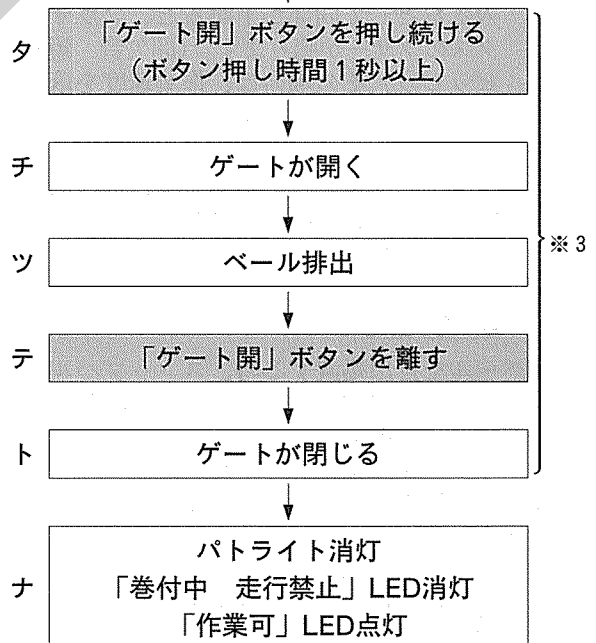 タ
「ゲート開」ボタンを押し続ける
(ボタン押し時間1秒以上)
チ
ゲートが開く
ツ
ベール排出
※3
テ
「ゲート開」ボタンを離す
ト
ゲートが閉じる
ナ
パトライト消灯
「巻付中 走行禁止」LED消灯
「作業可」LED点灯